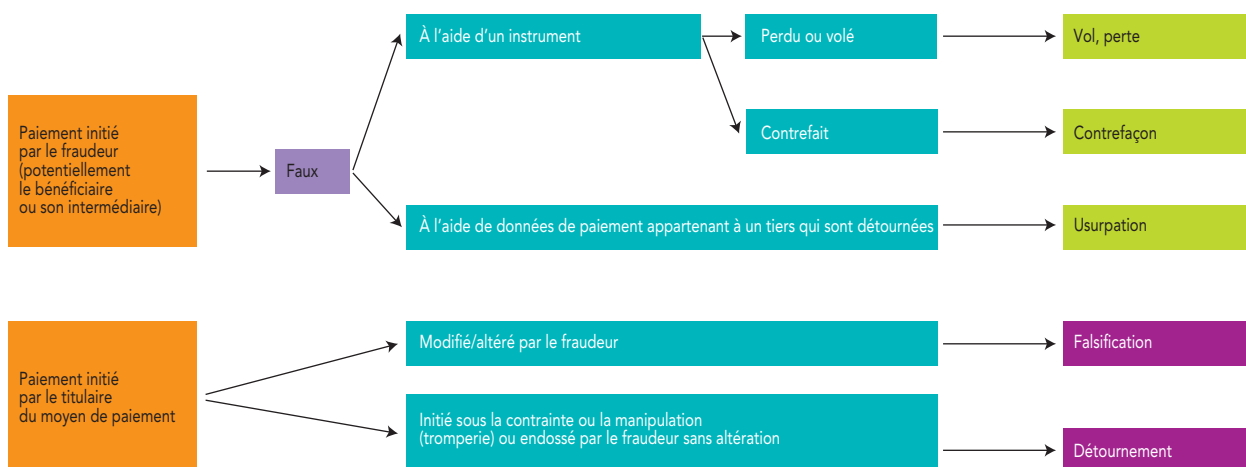 À l'aide d'un instrument
Perdu ou volé
Vol, perte
Paiement initié
par le fraudeur
(potentiellement
le bénéficiaire
ou son intermédiaire)
Faux
Contrefait
Contrefaçon
À l'aide de données de paiement appartenant à un tiers qui sont détournées
Usurpation
Paiement initié
par le titulaire
du moyen de paiement
Modifié/altéré par le fraudeur
Falsification
Initié sous la contrainte ou la manipulation
(tromperie) ou endossé par le fraudeur sans altération
Détournement